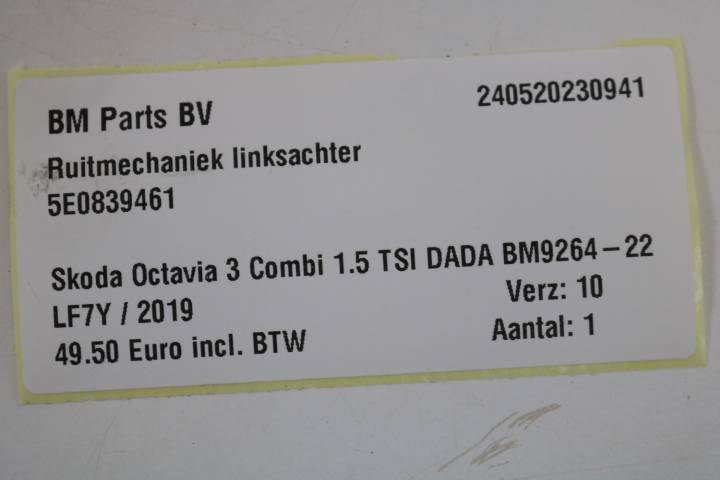 BM Parts BV 240520230941
Ruitmechaniek linksachter
5E0839461
Skoda Octavia 3 Combi 1.5 TSI DADA BM9264-22
LF7Y / 2019 Verz: 10
49.50 Euro incl. BTW Aantal: 1